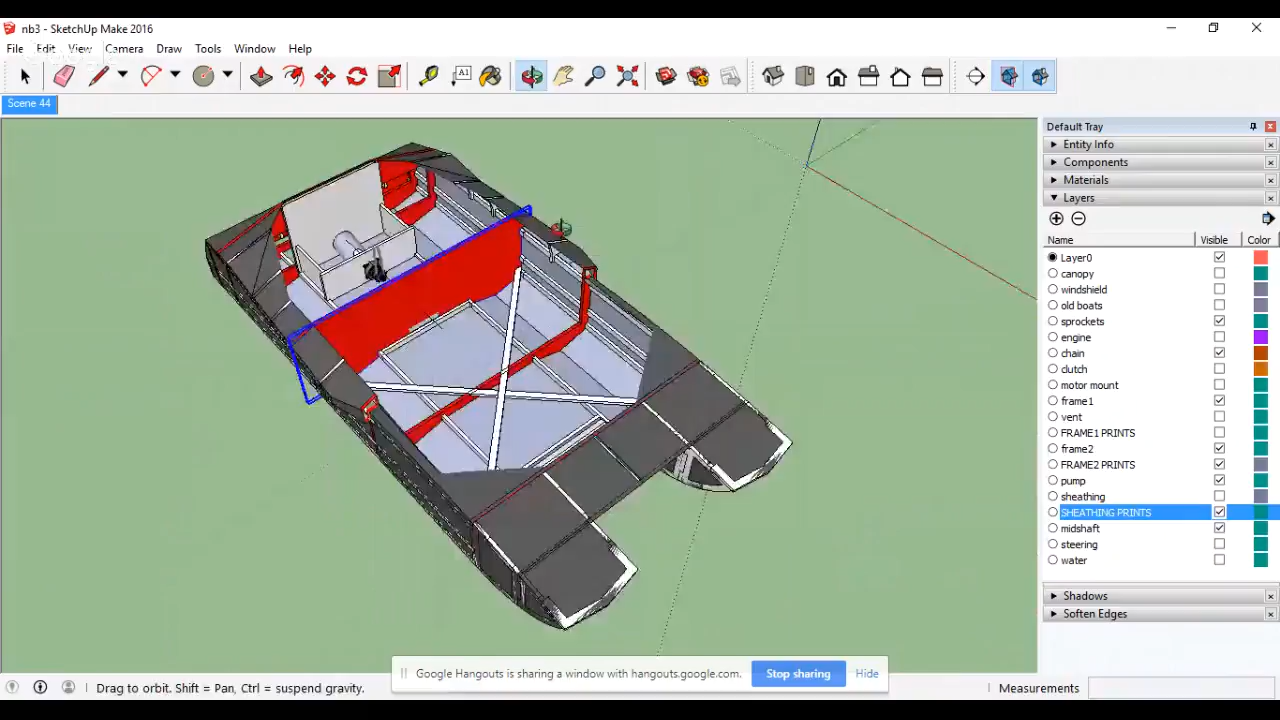 nb3 - SketchUp Make 2016
File Edit View Camera Draw Tools Window Help
A1
Scene 44
Default Tray
Entity Info
Components
Materials
Layers
Name Visible Color
Layer0
canopy
windshield
old boats
sprockets
engine
chain
clutch
motor mount
frame1
vent
FRAME1 PRINTS
frame2
FRAME2 PRINTS
pump
sheathing
SHEATHING PRINTS
midshaft
steering
water
Shadows
Soften Edges
Google Hangouts is sharing a window with hangouts.google.com. Stop sharing Hide
Drag to orbit. Shift = Pan, Ctrl = suspend gravity. Measurements